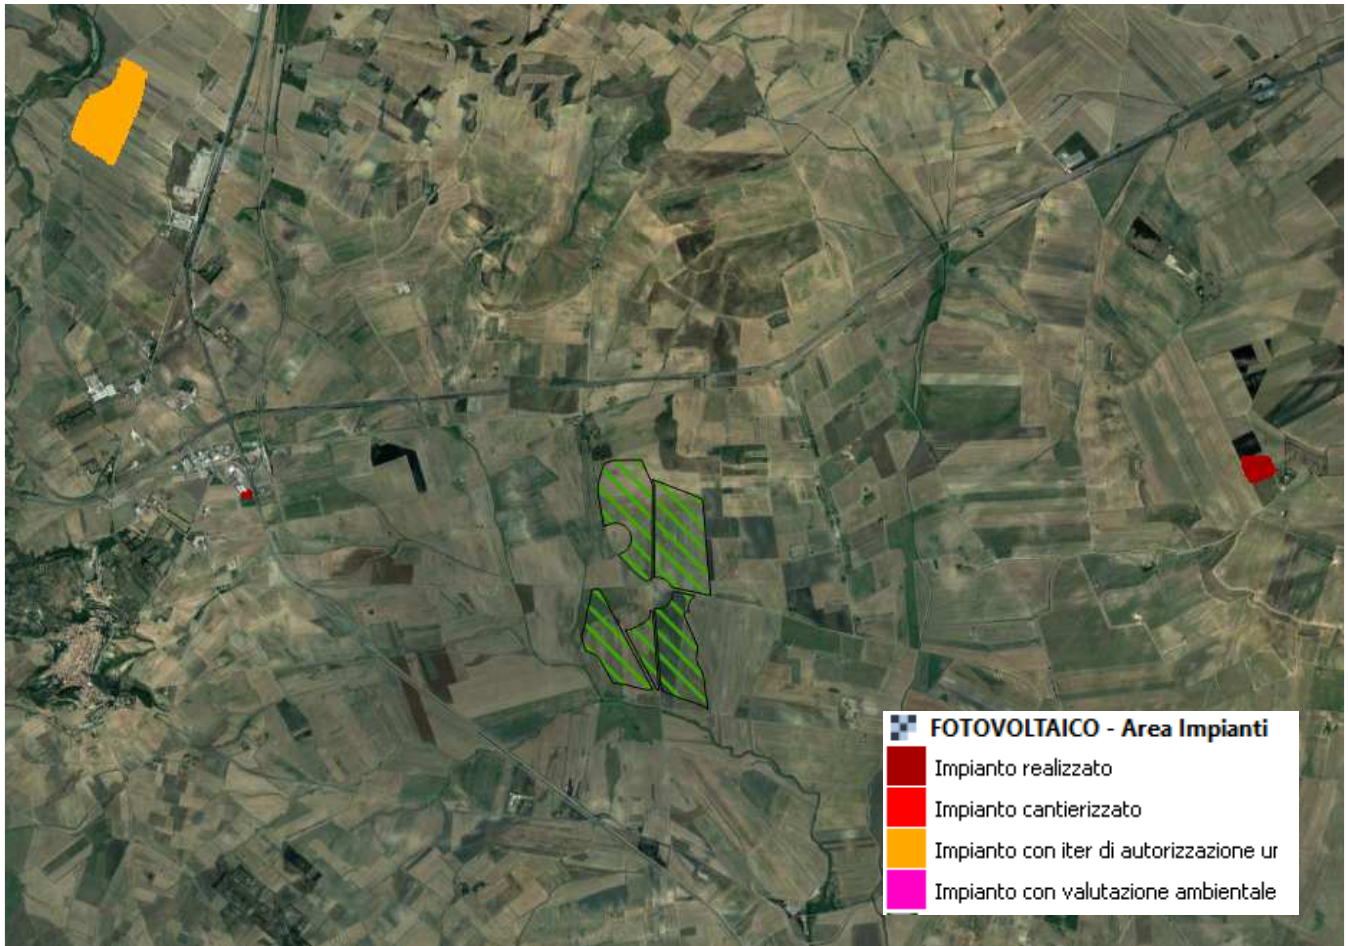 FOTOVOLTAICO - Area Impianti
Impianto realizzato
Impianto cantierizzato
Impianto con iter di autorizzazione ur
Impianto con valutazione ambientale